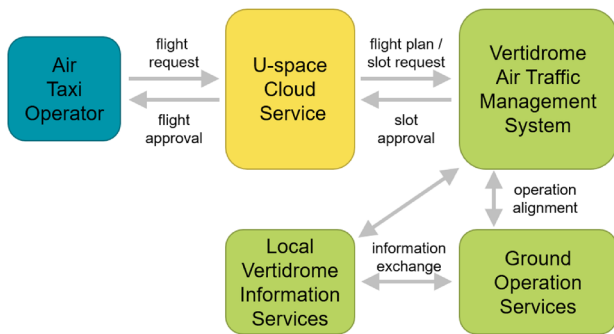 Air
Taxi
Operator
flight
request
flight
approval
U-space
Cloud
Service
flight plan /
slot request
slot
approval
Vertidrome
Air Traffic
Management
System
operation
alignment
Local
Vertidrome
Information
Services
information
exchange
Ground
Operation
Services